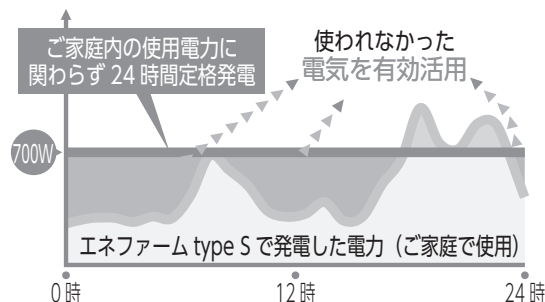 ご家庭内の使用電力に
関わらず24時間定格発電
使われなかった
電気を有効活用
700W
エネファーム type S で発電した電力（ご家庭で使用）
0時
12時
24時